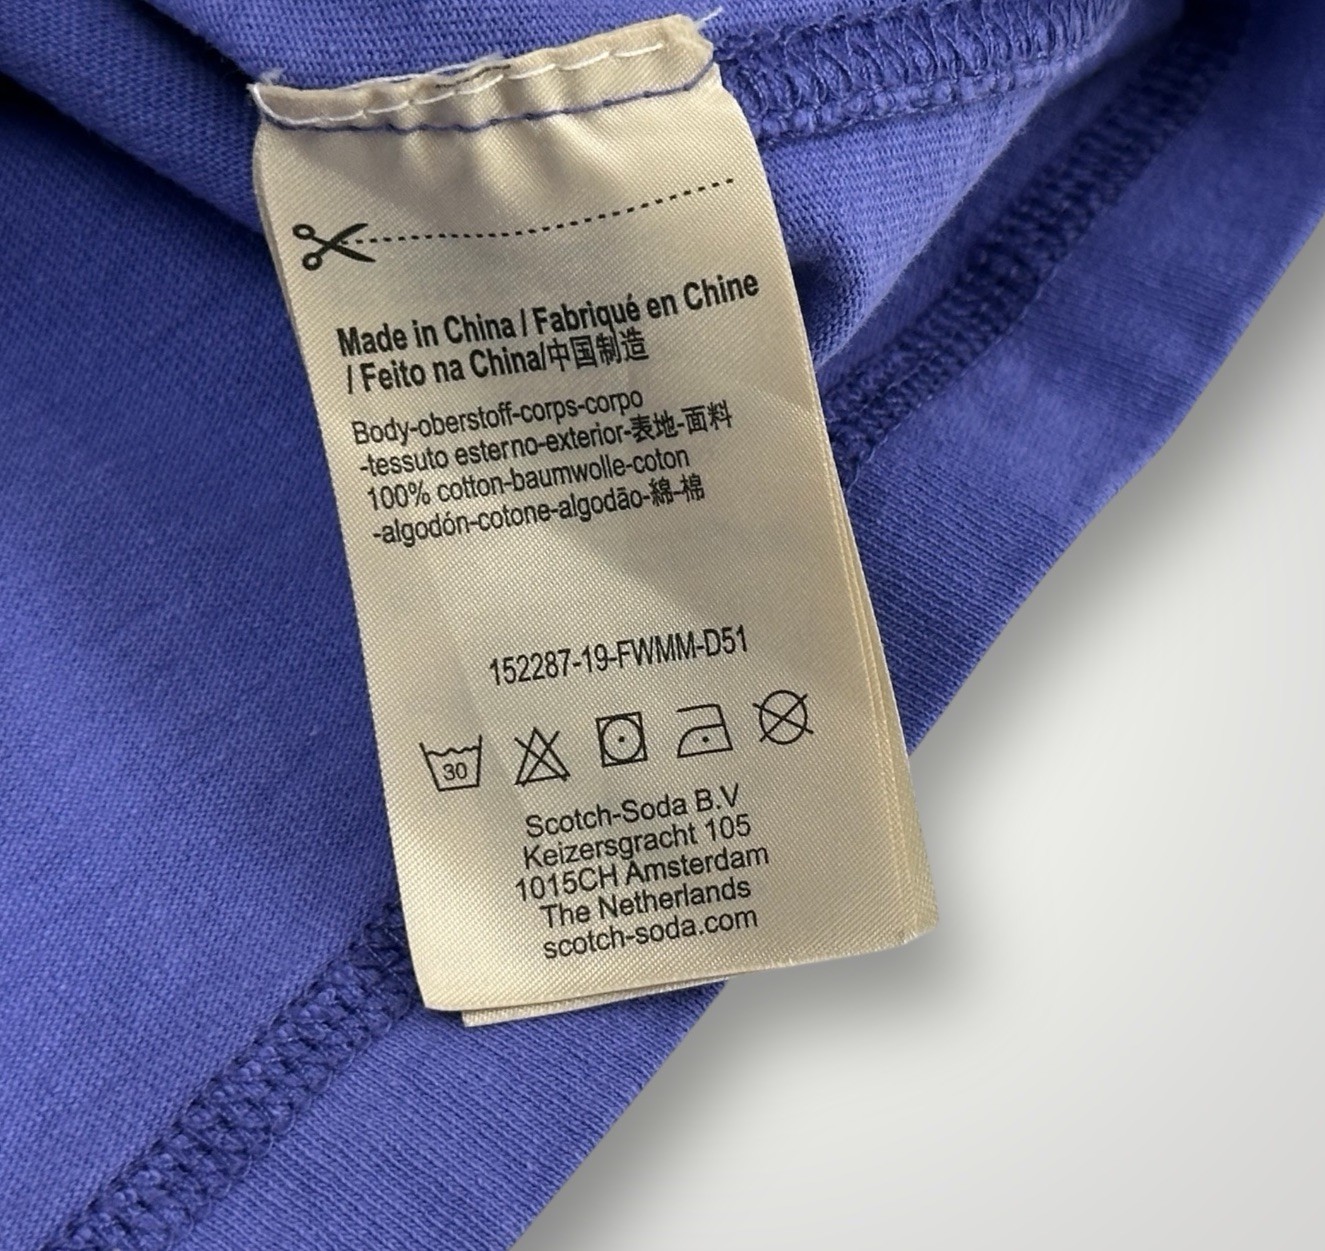 Made in China / Fabriqué en Chine
/ Feito na China/中国制造
Body-oberstoff-corps-corpo
-tessuto esterno-exterior-表地-面料
100% cotton-baumwolle-coton
-algodón-cotone-algodāo-綿-棉
152287-19-FWMM-D51
30
Scotch-Soda B.V
Keizersgracht 105
1015CH Amsterdam
The Netherlands
scotch-soda.com